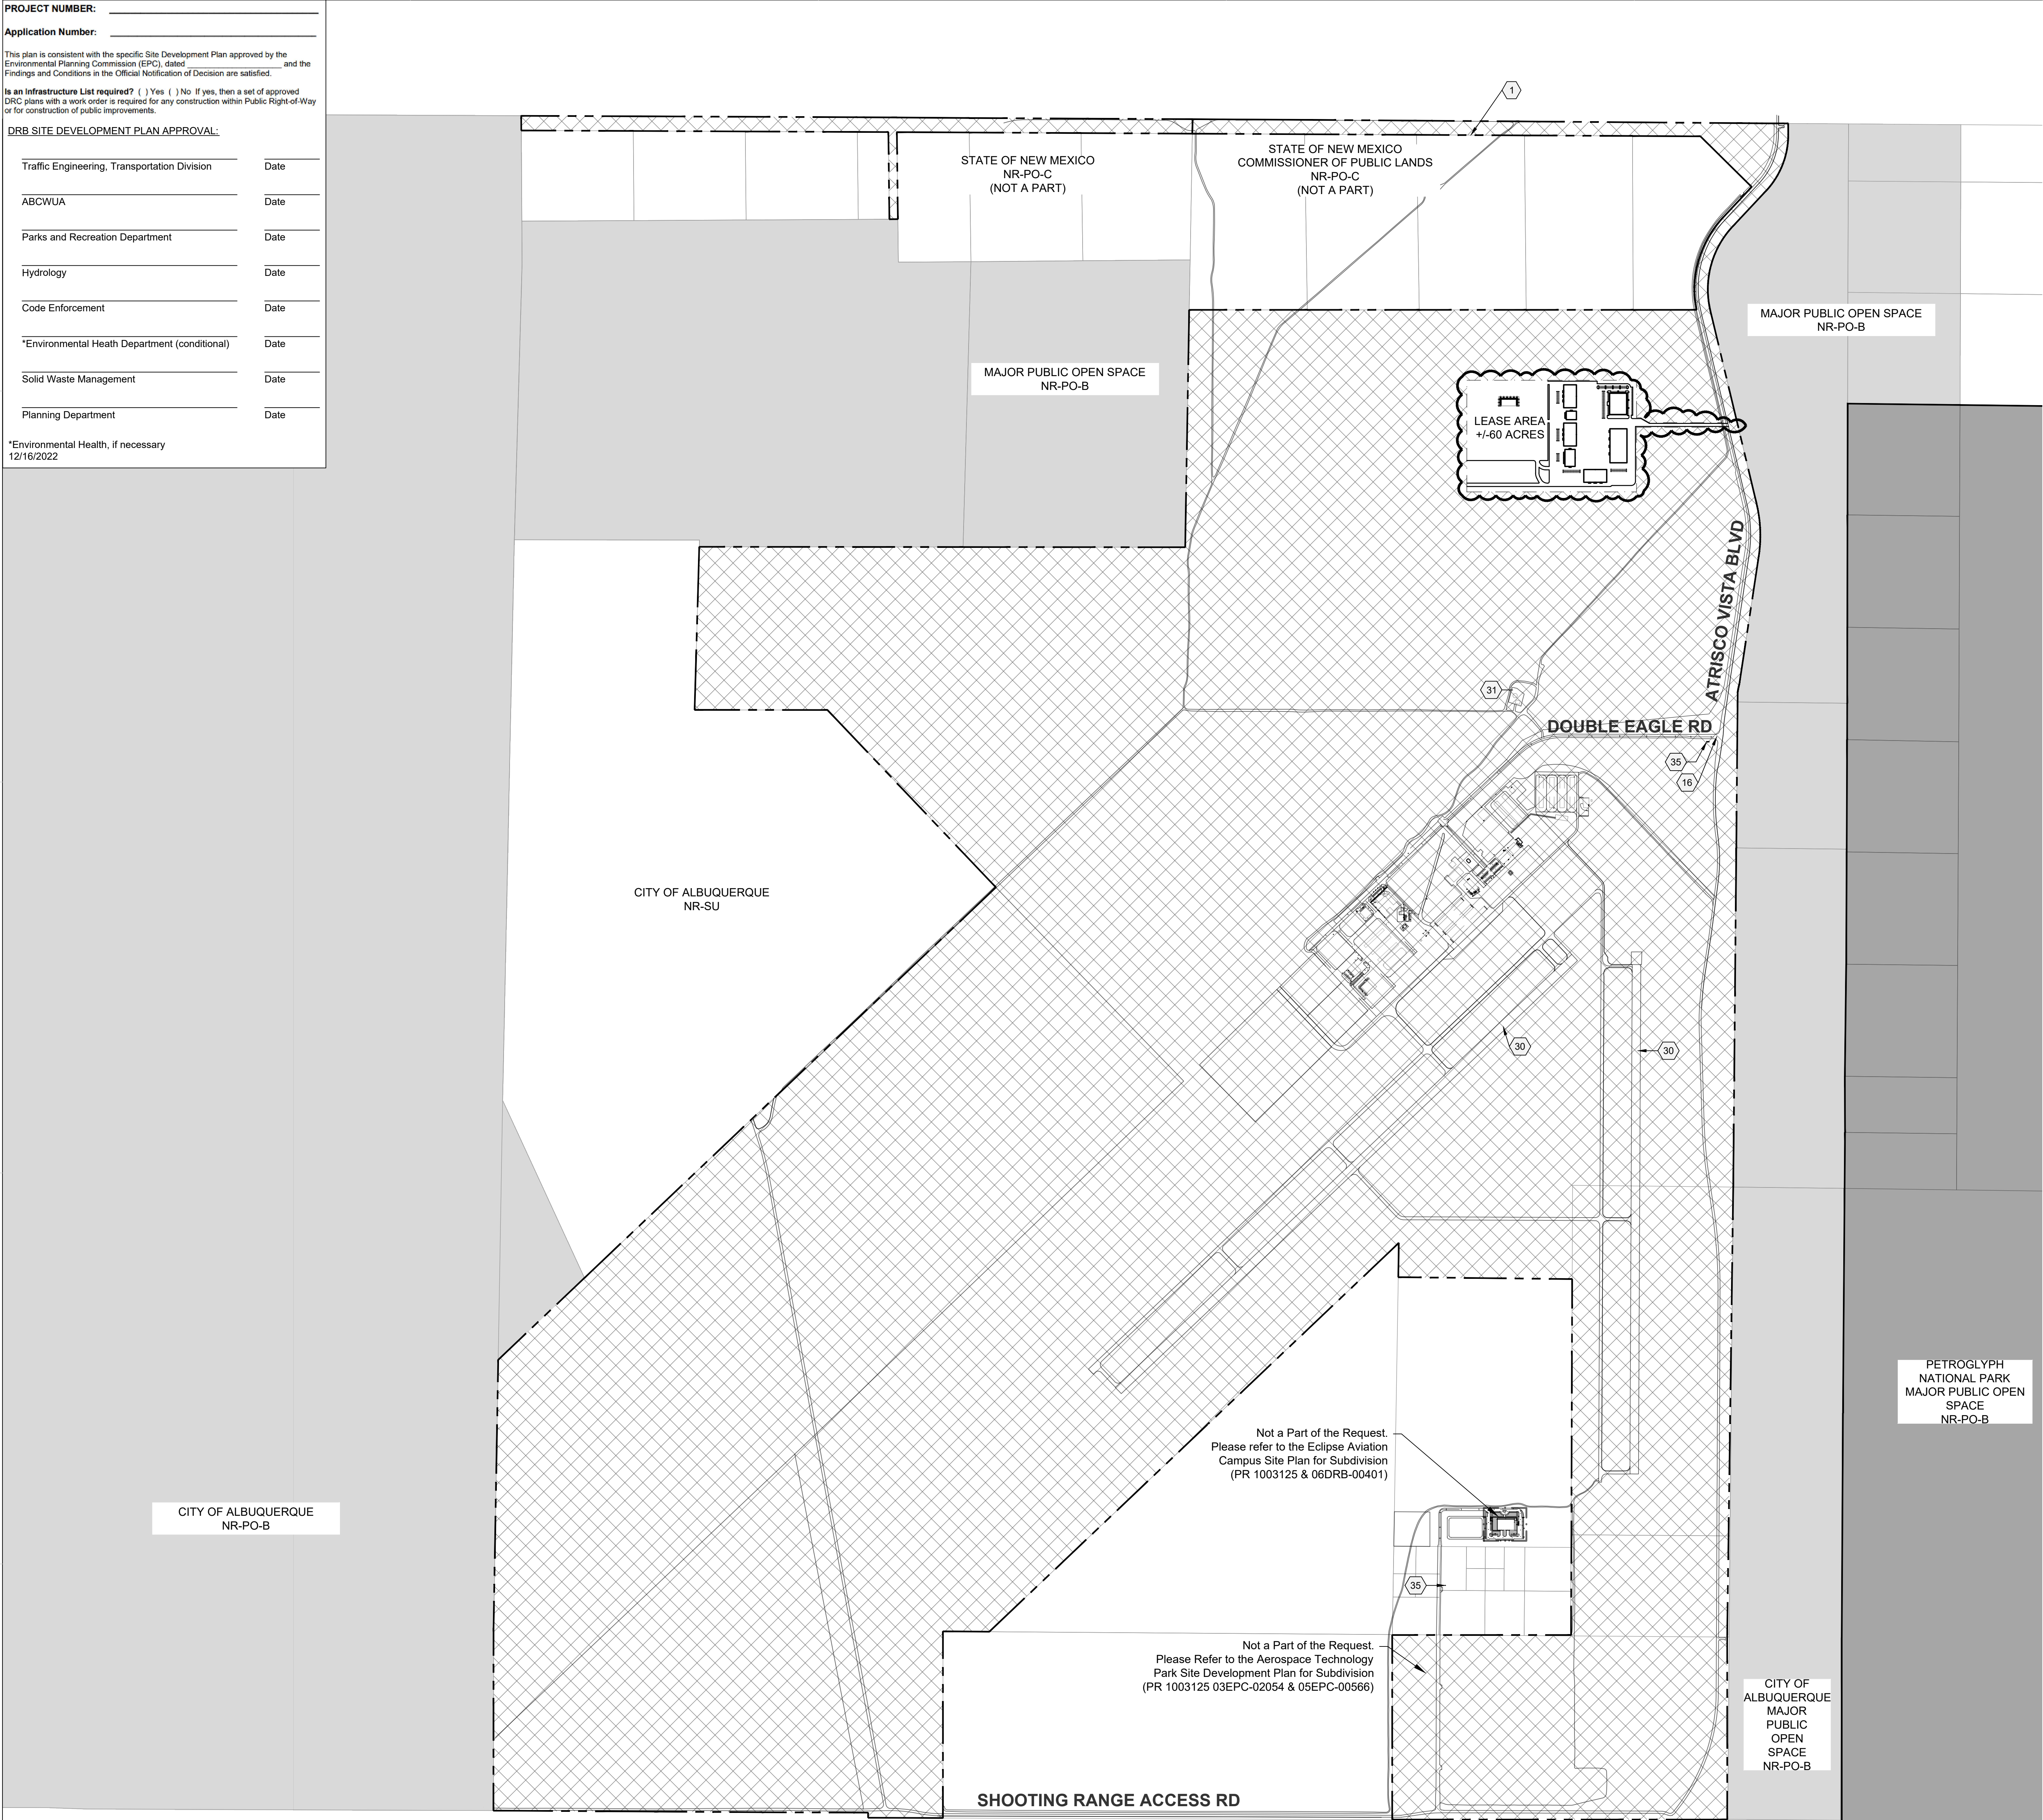 PROJECT NUMBER:
Application Number:
This plan is consistent with the specific Site Development Plan approved by the
Environmental Planning Commission (EPC), dated and the
Findings and Conditions in the Official Notification of Decision are satisfied.
Is an Infrastructure List required? ( ) Yes ( ) No If yes, then a set of approved
DRC plans with a work order is required for any construction within Public Right-of-Way
or for construction of public improvements.
DRB SITE DEVELOPMENT PLAN APPROVAL:
Traffic Engineering, Transportation Division Date
ABCWUA Date
Parks and Recreation Department Date
Hydrology Date
Code Enforcement Date
*Environmental Heath Department (conditional) Date
Solid Waste Management Date
Planning Department Date
*Environmental Health, if necessary
12/16/2022
1
STATE OF NEW MEXICO
NR-PO-C
(NOT A PART)
STATE OF NEW MEXICO
COMMISSIONER OF PUBLIC LANDS
NR-PO-C
(NOT A PART)
MAJOR PUBLIC OPEN SPACE
NR-PO-B
MAJOR PUBLIC OPEN SPACE
NR-PO-B
LEASE AREA
+/-60 ACRES
ATRISCO VISTA BLVD
31
DOUBLE EAGLE RD
35
16
CITY OF ALBUQUERQUE
NR-SU
30
30
PETROGLYPH
NATIONAL PARK
MAJOR PUBLIC OPEN
SPACE
NR-PO-B
Not a Part of the Request.
Please refer to the Eclipse Aviation
Campus Site Plan for Subdivision
(PR 1003125 & 06DRB-00401)
CITY OF ALBUQUERQUE
NR-PO-B
35
Not a Part of the Request.
Please Refer to the Aerospace Technology
Park Site Development Plan for Subdivision
(PR 1003125 03EPC-02054 & 05EPC-00566)
CITY OF
ALBUQUERQUE
MAJOR
PUBLIC
OPEN
SPACE
NR-PO-B
SHOOTING RANGE ACCESS RD